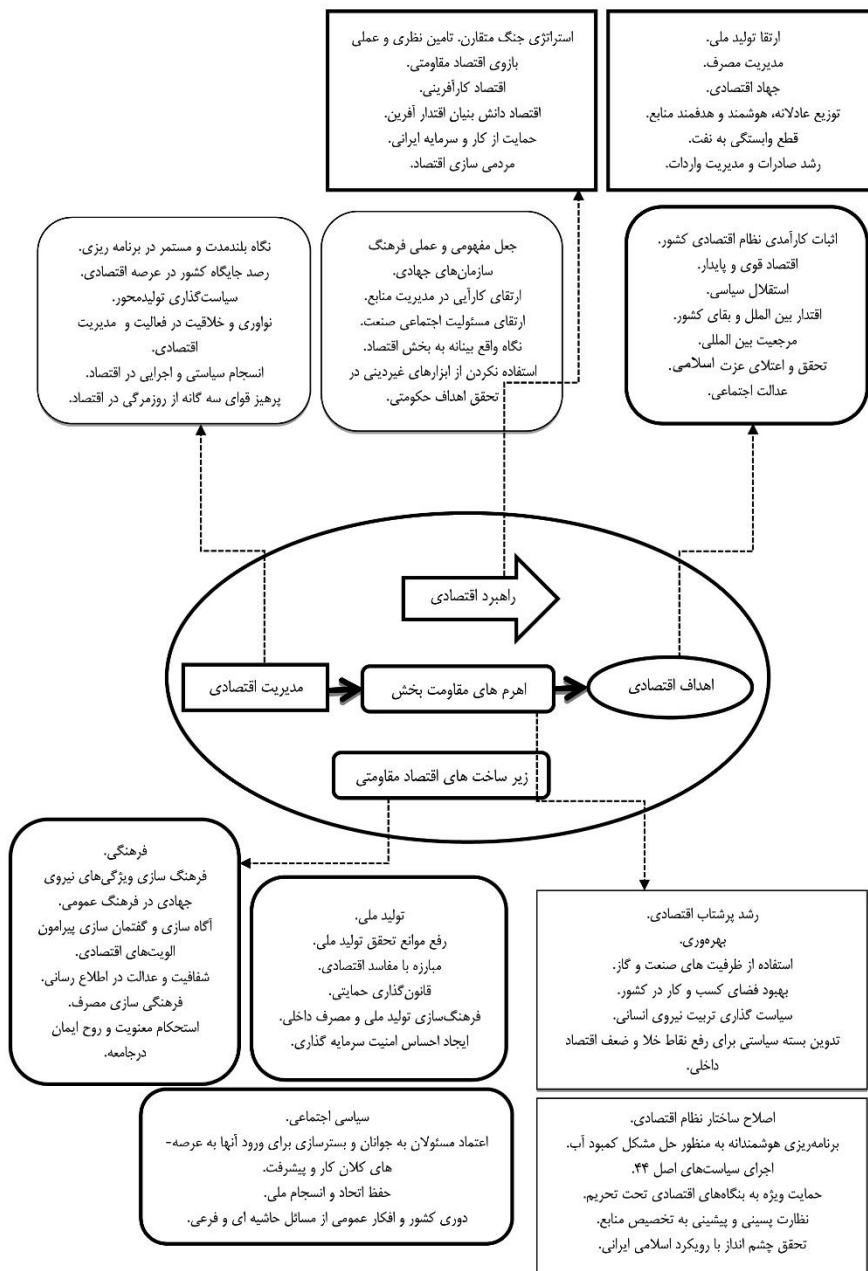 ارتقا تولید ملی.
مدیریت مصرف.
جهاد اقتصادی.
توزیع عادلانه، هوشمند و هدفمند منابع.
قطع وابستگی به نفت.
رشد صادرات و مدیریت واردات.
استراتژی جنگ متقارن. تامین نظری و عملی
بازوی اقتصاد مقاومتی.
اقتصاد کارآفرینی.
اقتصاد دانش بنیان اقتدار آفرین.
حمایت از کار و سرمایه ایرانی.
مردمی سازی اقتصاد.
اثبات کارآمدی نظام اقتصادی کشور.
اقتصاد قوی و پایدار.
استقلال سیاسی.
اقتدار بین الملل و بقای کشور.
مرجعیت بین المللی.
تحقق و اعتلای عزت اسلامی.
عدالت اجتماعی.
جعل مفهومی و عملی فرهنگ
سازمان‌های جهادی.
ارتقای کارآیی در مدیریت منابع.
ارتقای مسئولیت اجتماعی صنعت.
نگاه واقع بینانه به بخش اقتصاد.
استفاده نکردن از ابزارهای غیردینی در
تحقق اهداف حکومتی.
نگاه بلندمدت و مستمر در برنامه ریزی.
رصد جایگاه کشور در عرصه اقتصادی.
سیاست‌گذاری تولیدمحور.
نواوری و خلاقیت در فعالیت و مدیریت
اقتصادی.
انسجام سیاستی و اجرایی در اقتصاد.
پرهیز قوای سه گانه از روزمرگی در اقتصاد.
راهبرد اقتصادی
اهداف اقتصادی
اهرم های مقاومت بخش
مدیریت اقتصادی
زیر ساخت های اقتصاد مقاومتی
فرهنگی.
فرهنگ سازی ویژگی‌های نیروی
جهادی در فرهنگ عمومی.
آگاه سازی و گفتمان سازی پیرامون
الویت‌های اقتصادی.
شفافیت و عدالت در اطلاع رسانی.
فرهنگی سازی مصرف.
استحکام معنویت و روح ایمان
درجامعه.
تولید ملی.
رفع موانع تحقق تولید ملی.
مبارزه با مفاسد اقتصادی.
قانون‌گذاری حمایتی.
فرهنگ‌سازی تولید ملی و مصرف داخلی.
ایجاد احساس امنیت سرمایه گذاری.
رشد پرشتاب اقتصادی.
بهره‌وری.
استفاده از ظرفیت های صنعت و گاز.
بهبود فضای کسب و کار در کشور.
سیاست گذاری تربیت نیروی انسانی.
تدوین بسته سیاستی برای رفع نقاط خلا و ضعف اقتصاد
داخلی.
سیاسی اجتماعی.
اعتماد مسئولان به جوانان و بسترسازی برای ورود آنها به عرصه-
های کلان کار و پیشرفت.
حفظ اتحاد و انسجام ملی.
دوری کشور و افکار عمومی از مسائل حاشیه ای و فرعی.
اصلاح ساختار نظام اقتصادی.
برنامه‌ریزی هوشمندانه به منظور حل مشکل کمبود آب.
اجرای سیاست‌های اصل ۴۴.
حمایت ویژه به بنگاه‌های اقتصادی تحت تحریم.
نظارت پسینی و پیشینی به تخصیص منابع.
تحقق چشم انداز با رویکرد اسلامی ایرانی.